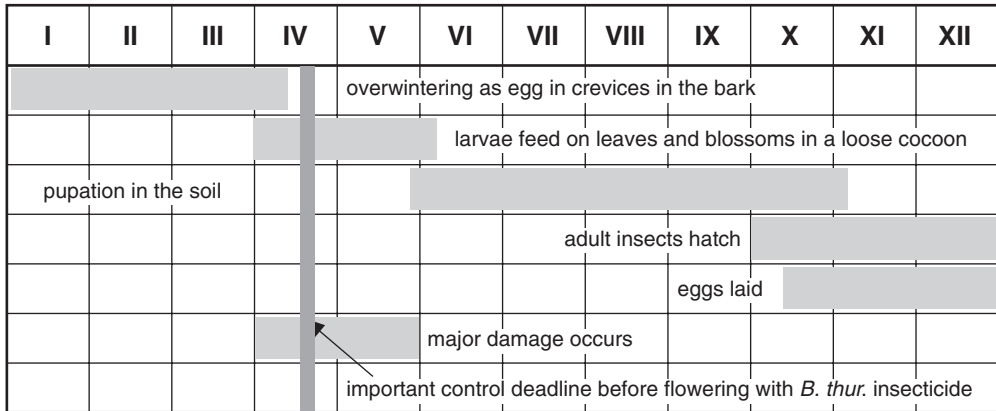 I II III IV V VI VII VIII IX X XI XII
overwintering as egg in crevices in the bark
larvae feed on leaves and blossoms in a loose cocoon
pupation in the soil
adult insects hatch
eggs laid
major damage occurs
important control deadline before flowering with B. thur. insecticide